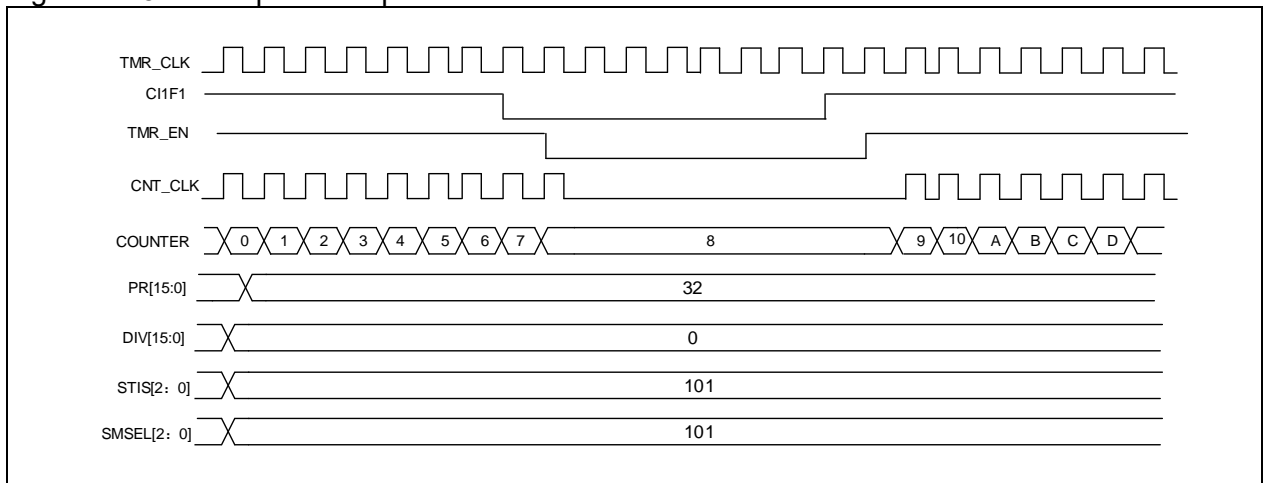 TMR_CLK
CI1F1
TMR_EN
CNT_CLK
COUNTER 0 1 2 3 4 5 6 7 8 9 10 A B C D
PR[15:0] 32
DIV[15:0] 0
STIS[2：0] 101
SMSEL[2：0] 101